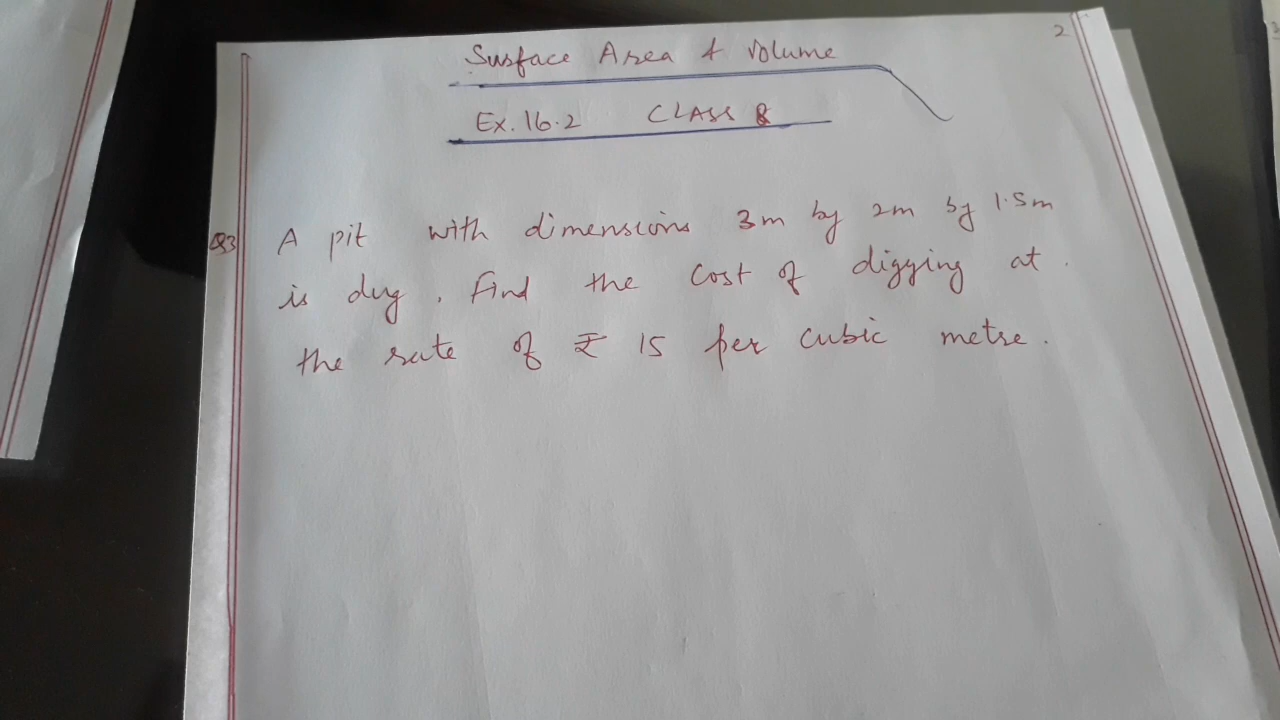 2
Surface Area & Volume
Ex. 16.2 CLASS 8
Q3 A pit with dimensions 3m by 2m by 1.5m
is dug. Find the cost of digging at
the rate of ₹ 15 per cubic metre.